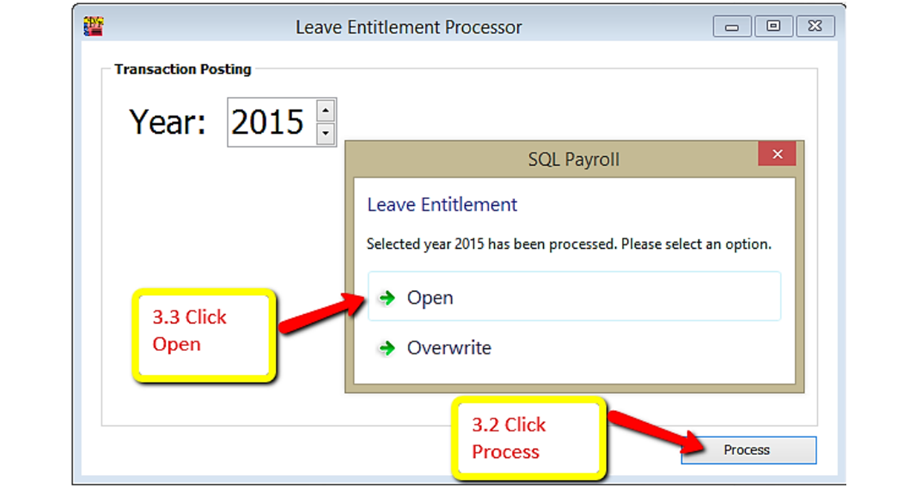 Leave Entitlement Processor
Transaction Posting
Year: 2015
SQL Payroll
Leave Entitlement
Selected year 2015 has been processed. Please select an option.
Open
Overwrite
3.3 Click
Open
3.2 Click
Process
Process